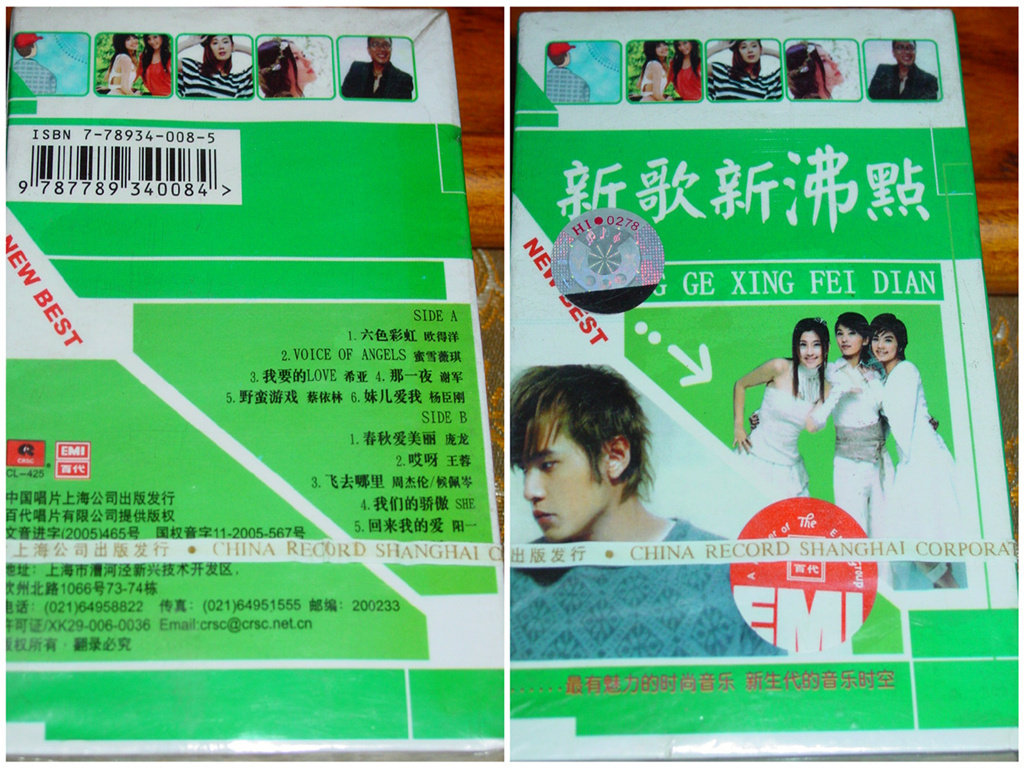 ISBN 7-78934-008-5
9 787789 340084 >
NEW BEST
SIDE A
1.六色彩虹 欧得洋
2.VOICE OF ANGELS 蜜雪薇琪
3.我要的LOVE 希亚 4.那一夜 谢军
5.野蛮游戏 蔡依林 6.妹儿爱我 杨臣刚
SIDE B
1.春秋爱美丽 庞龙
2.哎呀 王蓉
3.飞去哪里 周杰伦/候佩岑
4.我们的骄傲 SHE
5.回来我的爱 阳一
CRSC
EMI
百代
CL-425
中国唱片上海公司出版发行
百代唱片有限公司提供版权
文音进字(2005)465号 国权音字11-2005-567号
上海公司出版发行 • CHINA RECORD SHANGHAI C
地址：上海市漕河泾新兴技术开发区，
钦州北路1066号73-74栋
电话：(021)64958822 传真：(021)64951555 邮编：200233
许可证/XK29-006-0036 Email:crsc@crsc.net.cn
版权所有·翻录必究
新歌新沸點
HI•0278
NEW BEST
G GE XING FEI DIAN
出版发行 • CHINA RECORD SHANGHAI CORPORAT
The
百代
EMI
......最有魅力的时尚音乐 新生代的音乐时空